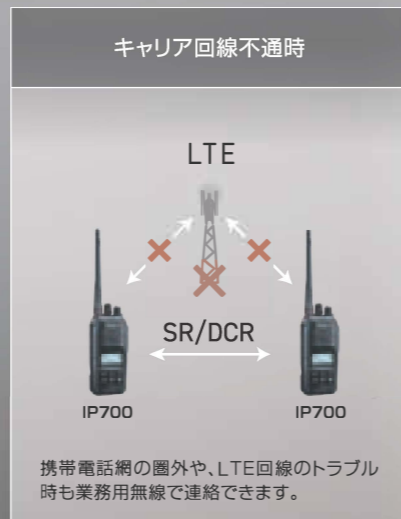 キャリア回線不通時
LTE
SR/DCR
IP700
IP700
携帯電話網の圏外や、LTE回線のトラブル
時も業務用無線で連絡できます。